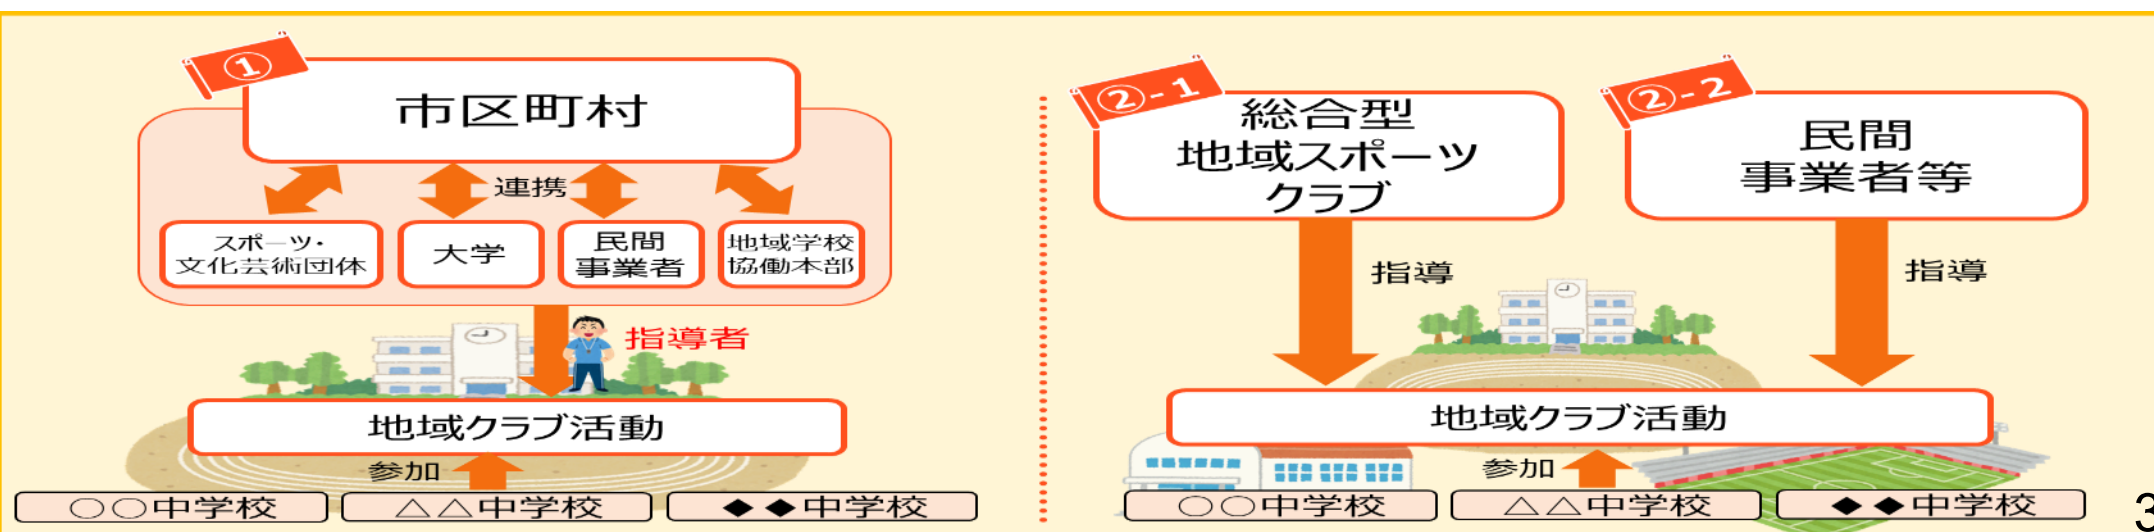 ①
市区町村
連携
スポーツ・
文化芸術団体
大学
民間
事業者
地域学校
協働本部
指導者
地域クラブ活動
参加
○○中学校
△△中学校
◆◆中学校
②-1
総合型
地域スポーツ
クラブ
②-2
民間
事業者等
指導
指導
地域クラブ活動
参加
○○中学校
△△中学校
◆◆中学校
3